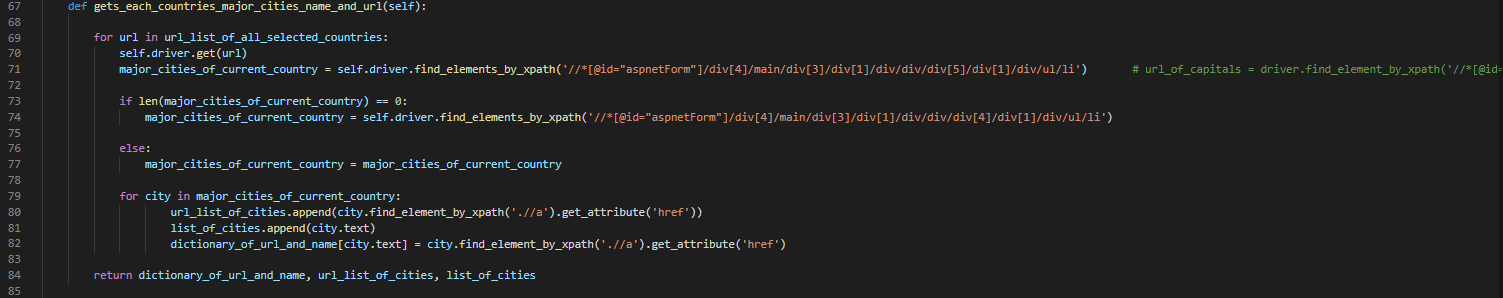 67 def gets_each_countries_major_cities_name_and_url(self):
68
69 for url in url_list_of_all_selected_countries:
70 self.driver.get(url)
71 major_cities_of_current_country = self.driver.find_elements_by_xpath('//*[@id="aspnetForm"]/div[4]/main/div[3]/div[1]/div/div/div[5]/div[1]/div/ul/li') # url_of_capitals = driver.find_element_by_xpath('//*[@id=
72
73 if len(major_cities_of_current_country) == 0:
74 major_cities_of_current_country = self.driver.find_elements_by_xpath('//*[@id="aspnetForm"]/div[4]/main/div[3]/div[1]/div/div/div[4]/div[1]/div/ul/li')
75
76 else:
77 major_cities_of_current_country = major_cities_of_current_country
78
79 for city in major_cities_of_current_country:
80 url_list_of_cities.append(city.find_element_by_xpath('.//a').get_attribute('href'))
81 list_of_cities.append(city.text)
82 dictionary_of_url_and_name[city.text] = city.find_element_by_xpath('.//a').get_attribute('href')
83
84 return dictionary_of_url_and_name, url_list_of_cities, list_of_cities
85